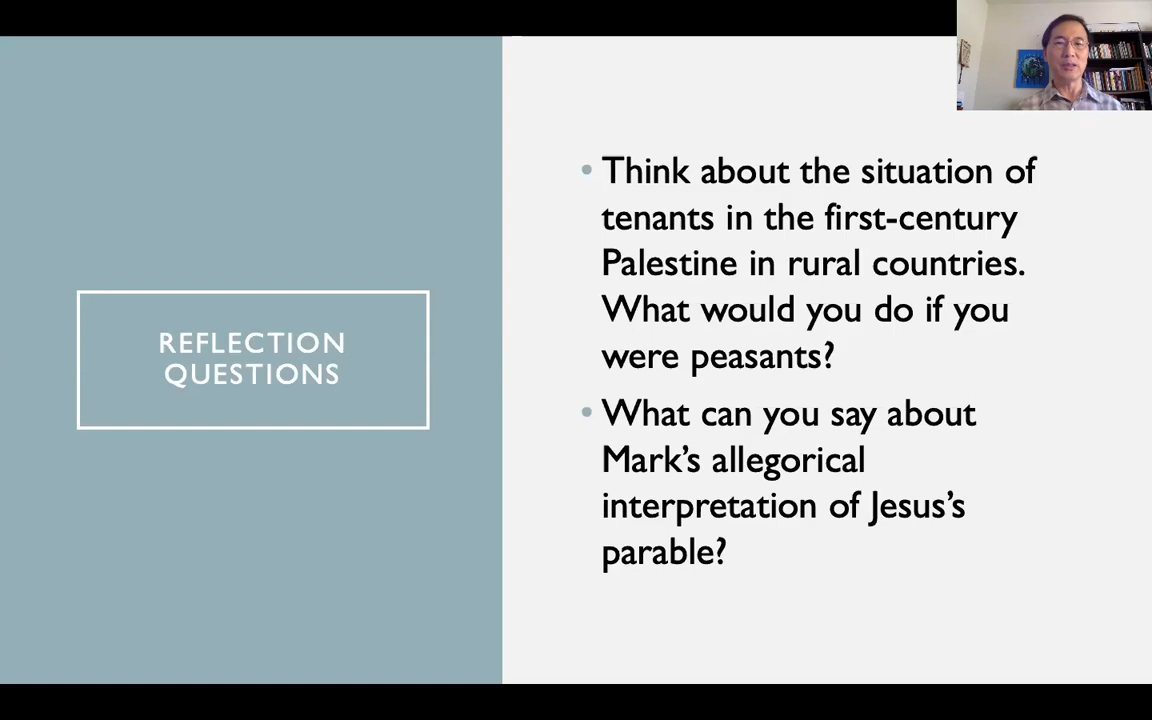 REFLECTION
QUESTIONS
• Think about the situation of
tenants in the first-century
Palestine in rural countries.
What would you do if you
were peasants?
• What can you say about
Mark’s allegorical
interpretation of Jesus’s
parable?